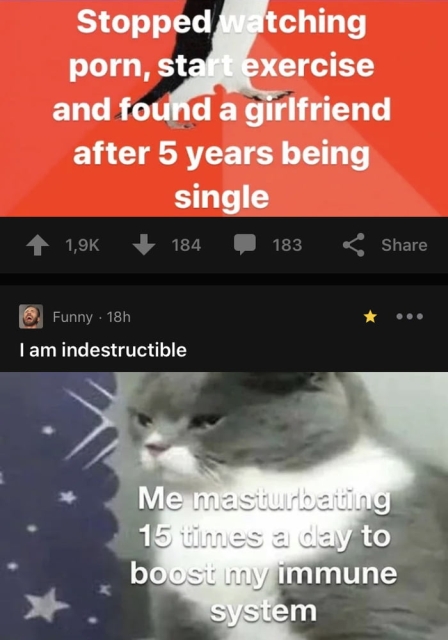 Stopped watching
porn, start exercise
and found a girlfriend
after 5 years being
single
1,9K 184 183 Share
Funny · 18h
I am indestructible
Me masturbating
15 times a day to
boost my immune
system